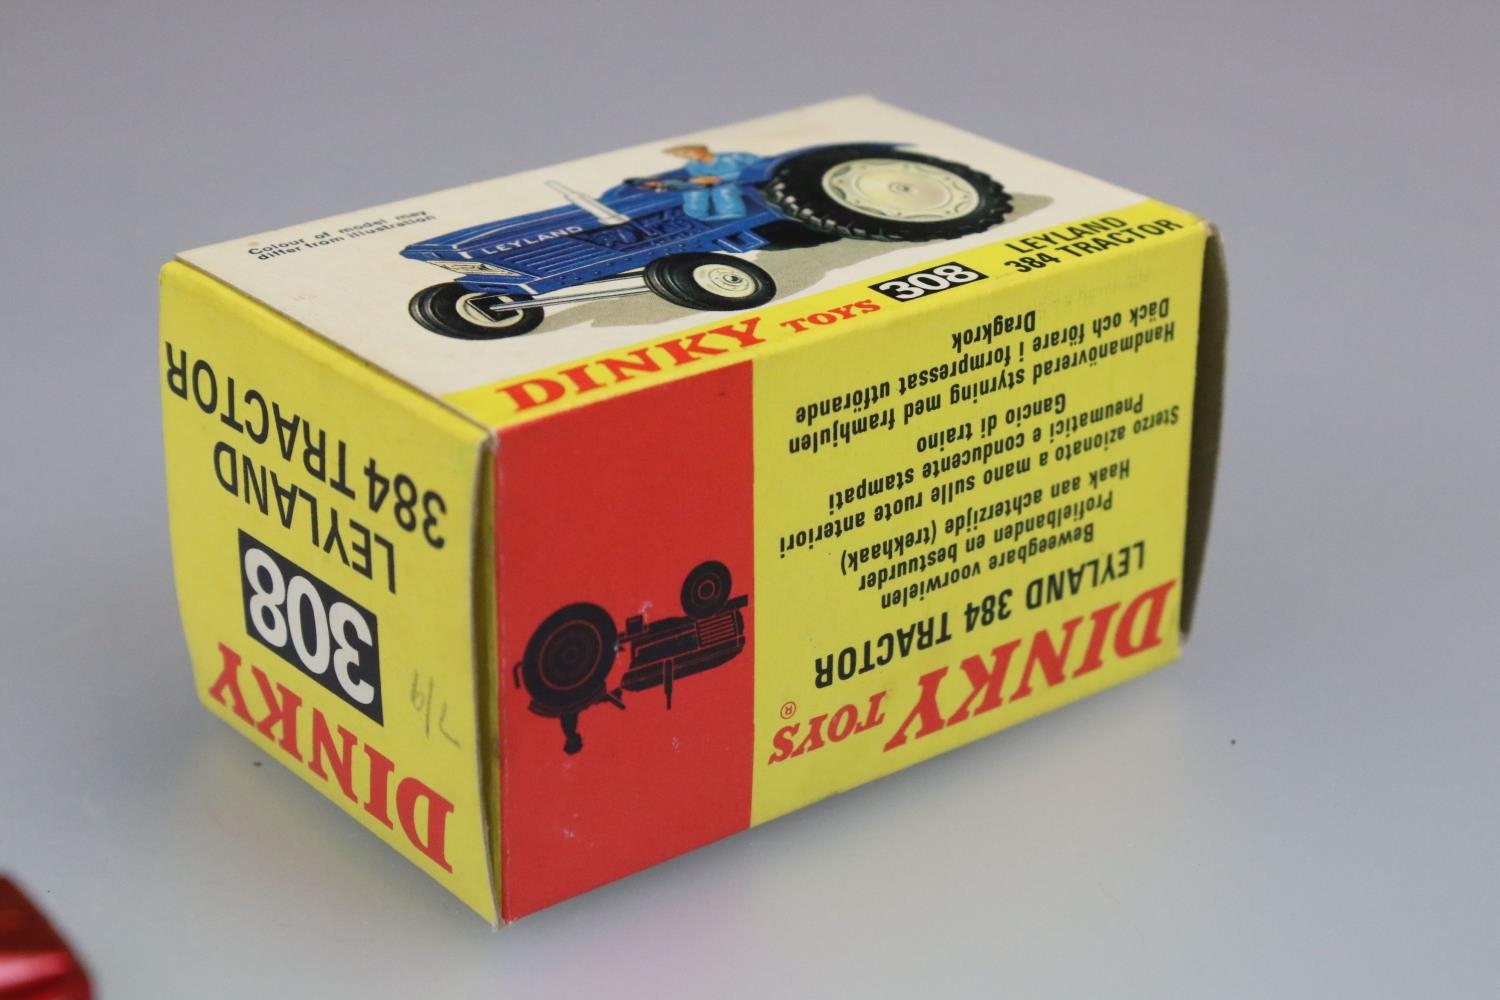 Colour of model may
differ from illustration
LEYLAND
DINKY TOYS 308 LEYLAND
384 TRACTOR
DINKY
308
LEYLAND
384 TRACTOR
7/9
DINKY TOYS®
LEYLAND 384 TRACTOR
Beweegbare voorwielen
Profielbanden en bestuurder
Haak aan achterzijde (trekhaak)
Sterzo azionato a mano sulle ruote anteriori
Pneumatici e conducente stampati
Gancio di traino
Handmanövrerad styrning med framhjulen
Däck och förare i formpressat utförande
Dragkrok